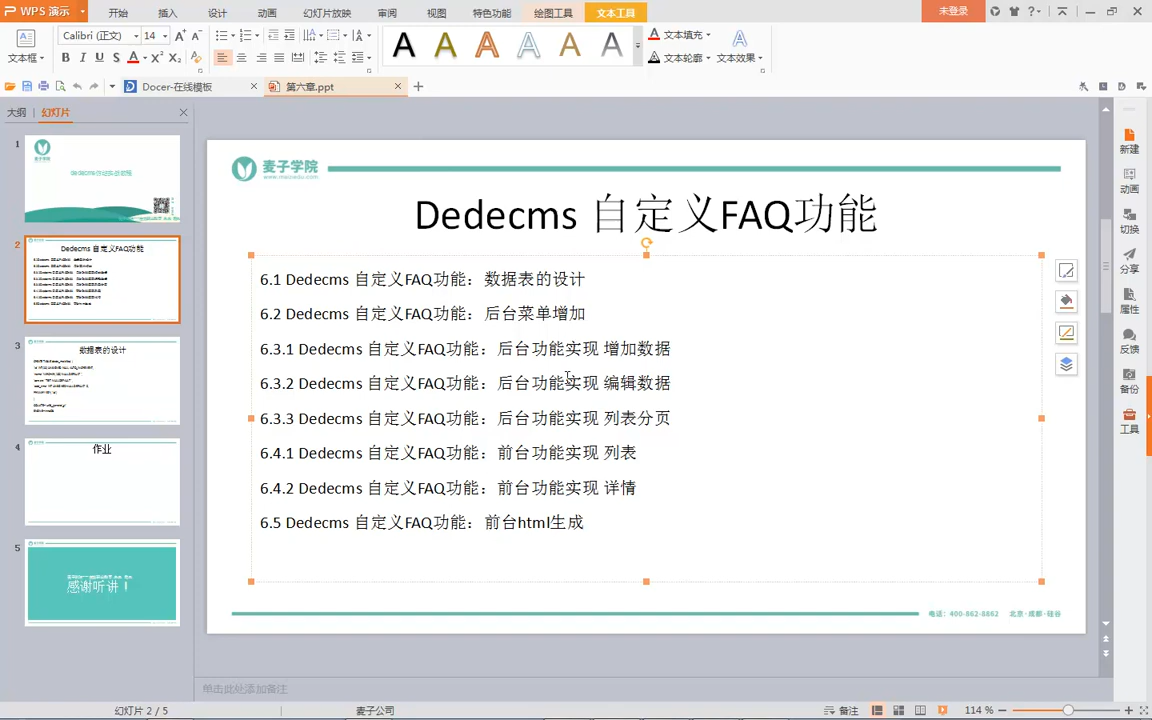 WPS 演示
开始 插入 设计 动画 幻灯片放映 审阅 视图 特色功能 绘图工具 文本工具
未登录
Calibri (正文) 14
文本框
B I U S A X² X₂
A A A A A A
文本填充
文本轮廓 文本效果
Docer-在线模板 第六章.ppt
大纲 幻灯片
1
2
Dedecms 自定义FAQ功能
3
数据表的设计
4
作业
5
感谢听讲！
麦子学院
www.maiziedu.com
Dedecms 自定义FAQ功能
6.1 Dedecms 自定义FAQ功能：数据表的设计
6.2 Dedecms 自定义FAQ功能：后台菜单增加
6.3.1 Dedecms 自定义FAQ功能：后台功能实现 增加数据
6.3.2 Dedecms 自定义FAQ功能：后台功能实现 编辑数据
6.3.3 Dedecms 自定义FAQ功能：后台功能实现 列表分页
6.4.1 Dedecms 自定义FAQ功能：前台功能实现 列表
6.4.2 Dedecms 自定义FAQ功能：前台功能实现 详情
6.5 Dedecms 自定义FAQ功能：前台html生成
电话：400-862-8862 北京·成都·硅谷
新建
动画
切换
分享
属性
反馈
备份
工具
单击此处添加备注
幻灯片 2 / 5 麦子公司 备注 114 %